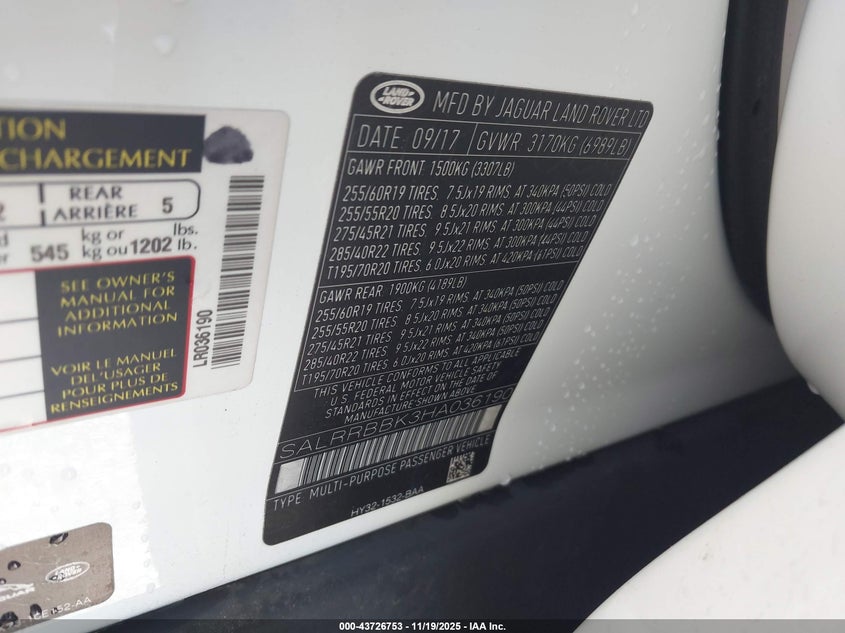 TION
CHARGEMENT
2 REAR ARRIÈRE 5
545 kg or kg ou 1202 lbs. lb.
SEE OWNER'S
MANUAL FOR
ADDITIONAL
INFORMATION
VOIR LE MANUEL
DE L'USAGER
POUR PLUS DE
RENSEIGNEMENTS
LR036190
LAND ROVER
MFD BY JAGUAR LAND ROVER LTD
DATE: 09/17 GVWR 3170KG (6989LB)
GAWR FRONT 1500KG (3307LB)
255/60R19 TIRES 7.5Jx19 RIMS AT 340KPA (50PSI) COLD
255/55R20 TIRES 8.5Jx20 RIMS AT 300KPA (44PSI) COLD
275/45R21 TIRES 9.5Jx21 RIMS AT 300KPA (44PSI) COLD
285/40R22 TIRES 9.5Jx22 RIMS AT 300KPA (44PSI) COLD
T195/70R20 TIRES 6.0Jx20 RIMS AT 420KPA (61PSI) COLD
GAWR REAR 1900KG (4189LB)
255/60R19 TIRES 7.5Jx19 RIMS AT 340KPA (50PSI) COLD
255/55R20 TIRES 8.5Jx20 RIMS AT 340KPA (50PSI) COLD
275/45R21 TIRES 9.5Jx21 RIMS AT 340KPA (50PSI) COLD
285/40R22 TIRES 9.5Jx22 RIMS AT 340KPA (50PSI) COLD
T195/70R20 TIRES 6.0Jx20 RIMS AT 420KPA (61PSI) COLD
THIS VEHICLE CONFORMS TO ALL APPLICABLE
U.S. FEDERAL MOTOR VEHICLE SAFETY
STANDARDS IN EFFECT ON THE DATE OF
MANUFACTURE SHOWN ABOVE.
SALRRBBK3HA036190
TYPE: MULTI-PURPOSE PASSENGER VEHICLE
HY32-1532-BAA
LAND ROVER
000-43726753 - 11/19/2025 - IAA Inc.